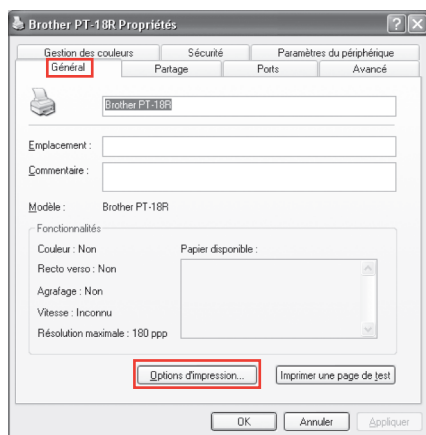 Brother PT-18R Propriétés
Gestion des couleurs Sécurité Paramètres du périphérique
Général Partage Ports Avancé
Brother PT-18R
Emplacement :
Commentaire :
Modèle : Brother PT-18R
Fonctionnalités
Couleur : Non Papier disponible :
Recto verso : Non
Agrafage : Non
Vitesse : Inconnu
Résolution maximale : 180 ppp
Options d'impression... Imprimer une page de test
OK Annuler Appliquer